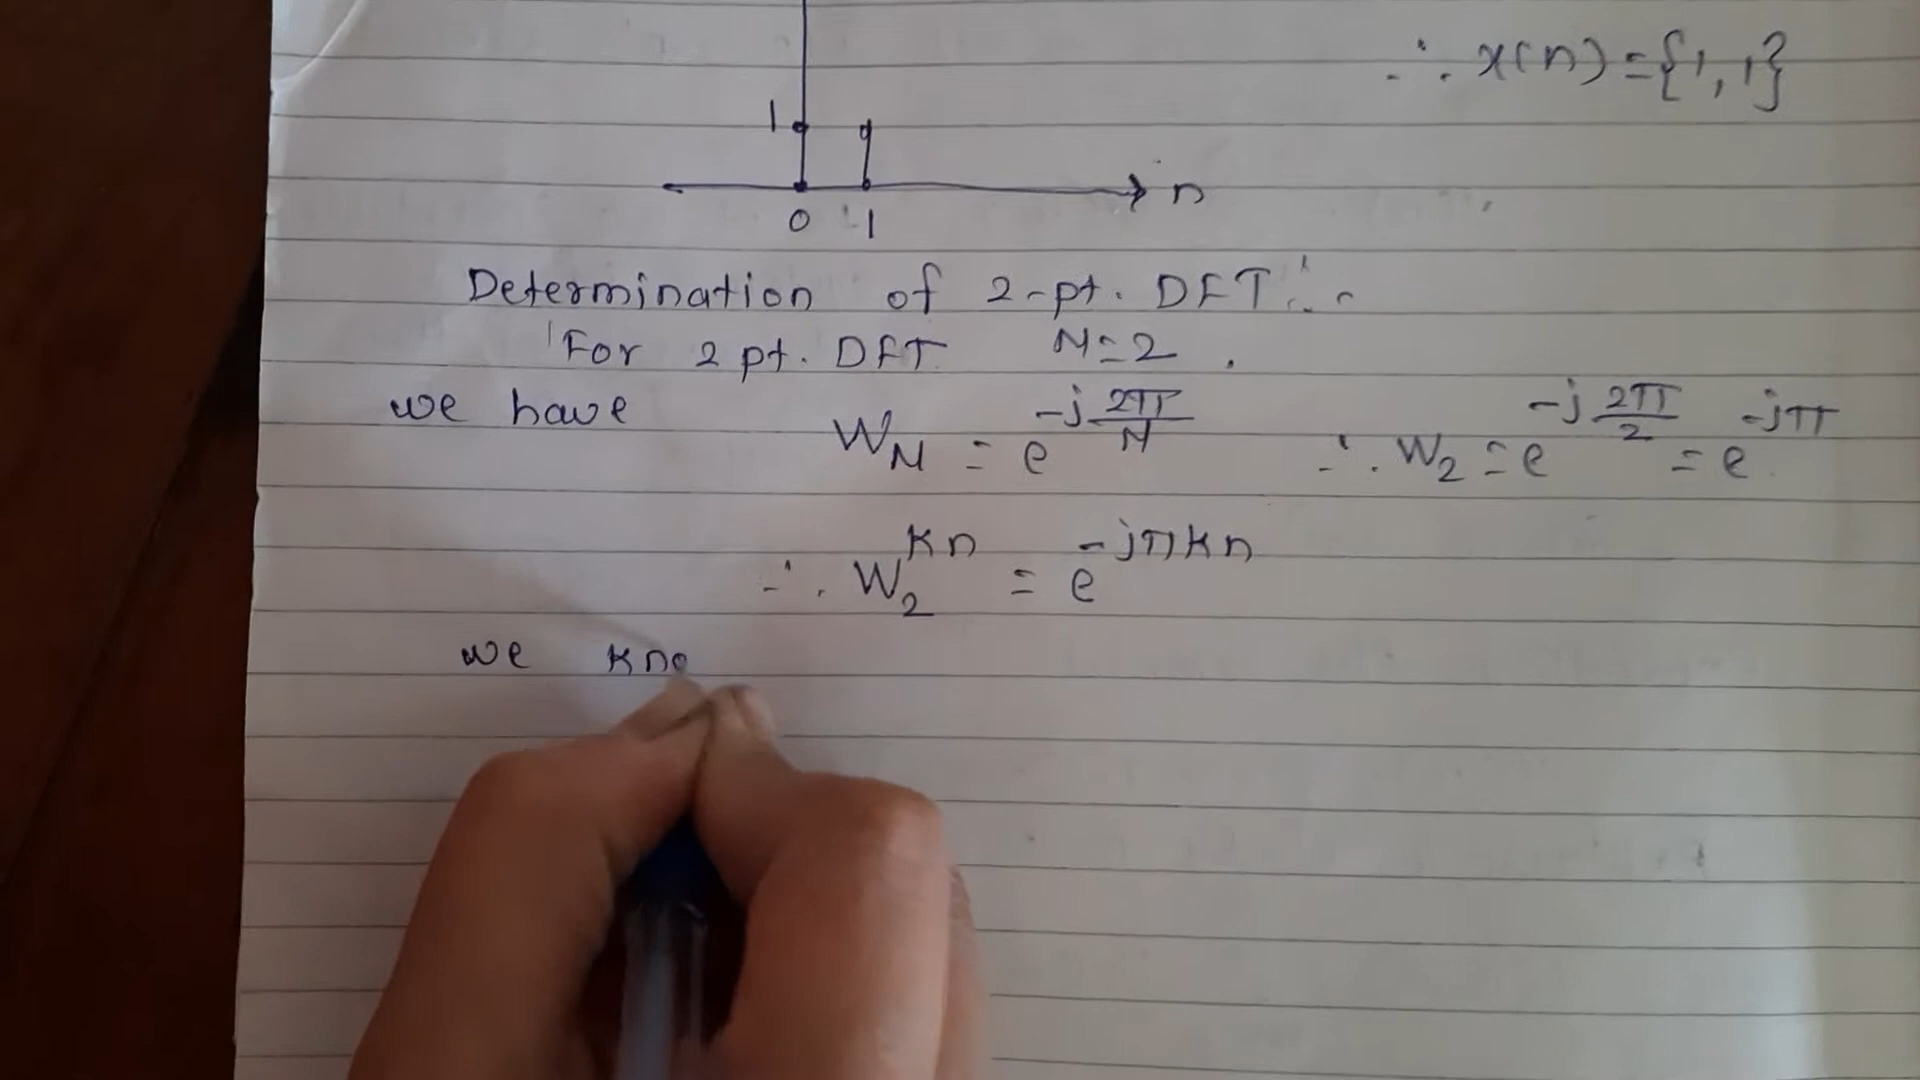 ∴ x(n) = {1, 1}
1
n
0 1
Determination of 2-pt. DFT :-
For 2 pt. DFT N = 2 .
we have W_N = e^{-j 2π/N} ∴ W_2 = e^{-j 2π/2} = e^{-jπ}
∴ W_2^{kn} = e^{-jπkn}
we kno